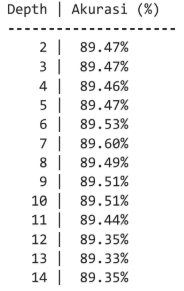 Depth | Akurasi (%)
----------------------
2 | 89.47%
3 | 89.47%
4 | 89.46%
5 | 89.47%
6 | 89.53%
7 | 89.60%
8 | 89.49%
9 | 89.51%
10 | 89.51%
11 | 89.44%
12 | 89.35%
13 | 89.33%
14 | 89.35%